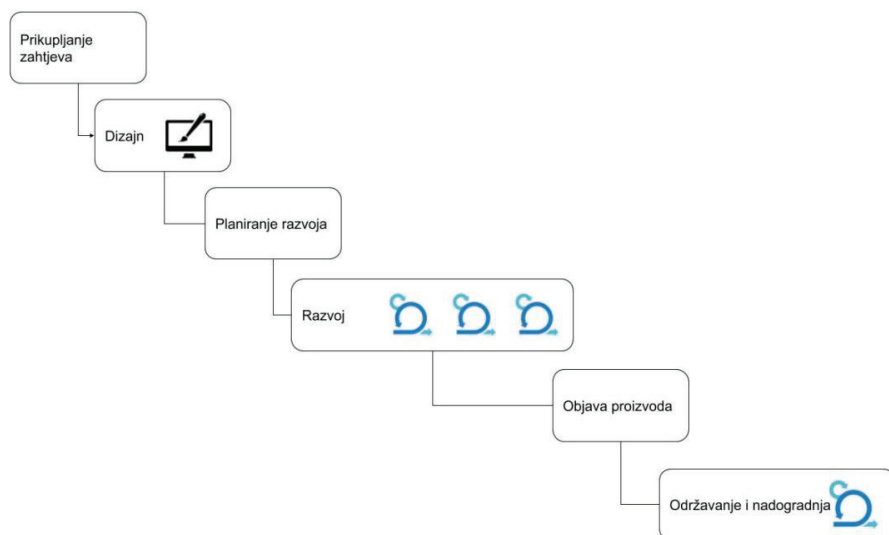 Prikupljanje
zahtjeva
Dizajn
Planiranje razvoja
Razvoj
Objava proizvoda
Održavanje i nadogradnja